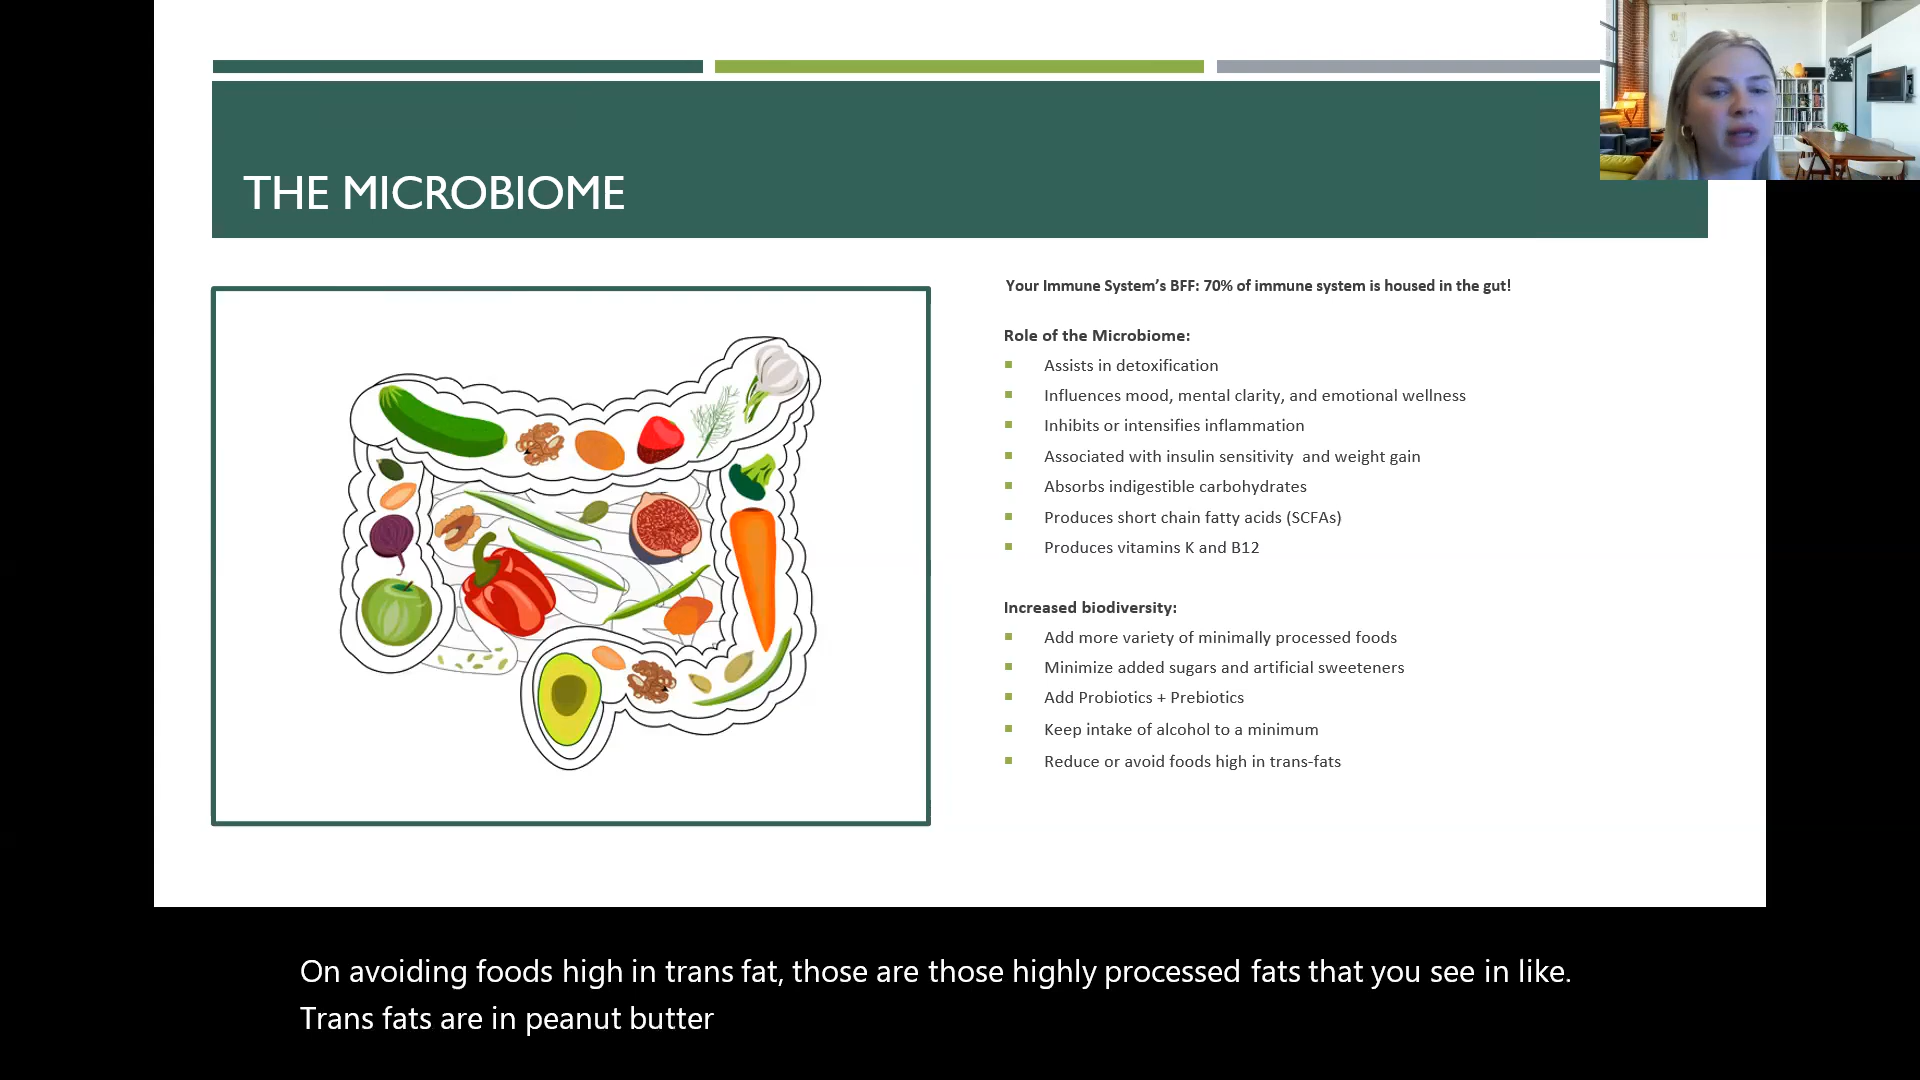 THE MICROBIOME
Your Immune System’s BFF: 70% of immune system is housed in the gut!
Role of the Microbiome:
Assists in detoxification
Influences mood, mental clarity, and emotional wellness
Inhibits or intensifies inflammation
Associated with insulin sensitivity  and weight gain
Absorbs indigestible carbohydrates
Produces short chain fatty acids (SCFAs)
Produces vitamins K and B12
Increased biodiversity:
Add more variety of minimally processed foods
Minimize added sugars and artificial sweeteners
Add Probiotics + Prebiotics
Keep intake of alcohol to a minimum
Reduce or avoid foods high in trans-fats
On avoiding foods high in trans fat, those are those highly processed fats that you see in like.
Trans fats are in peanut butter